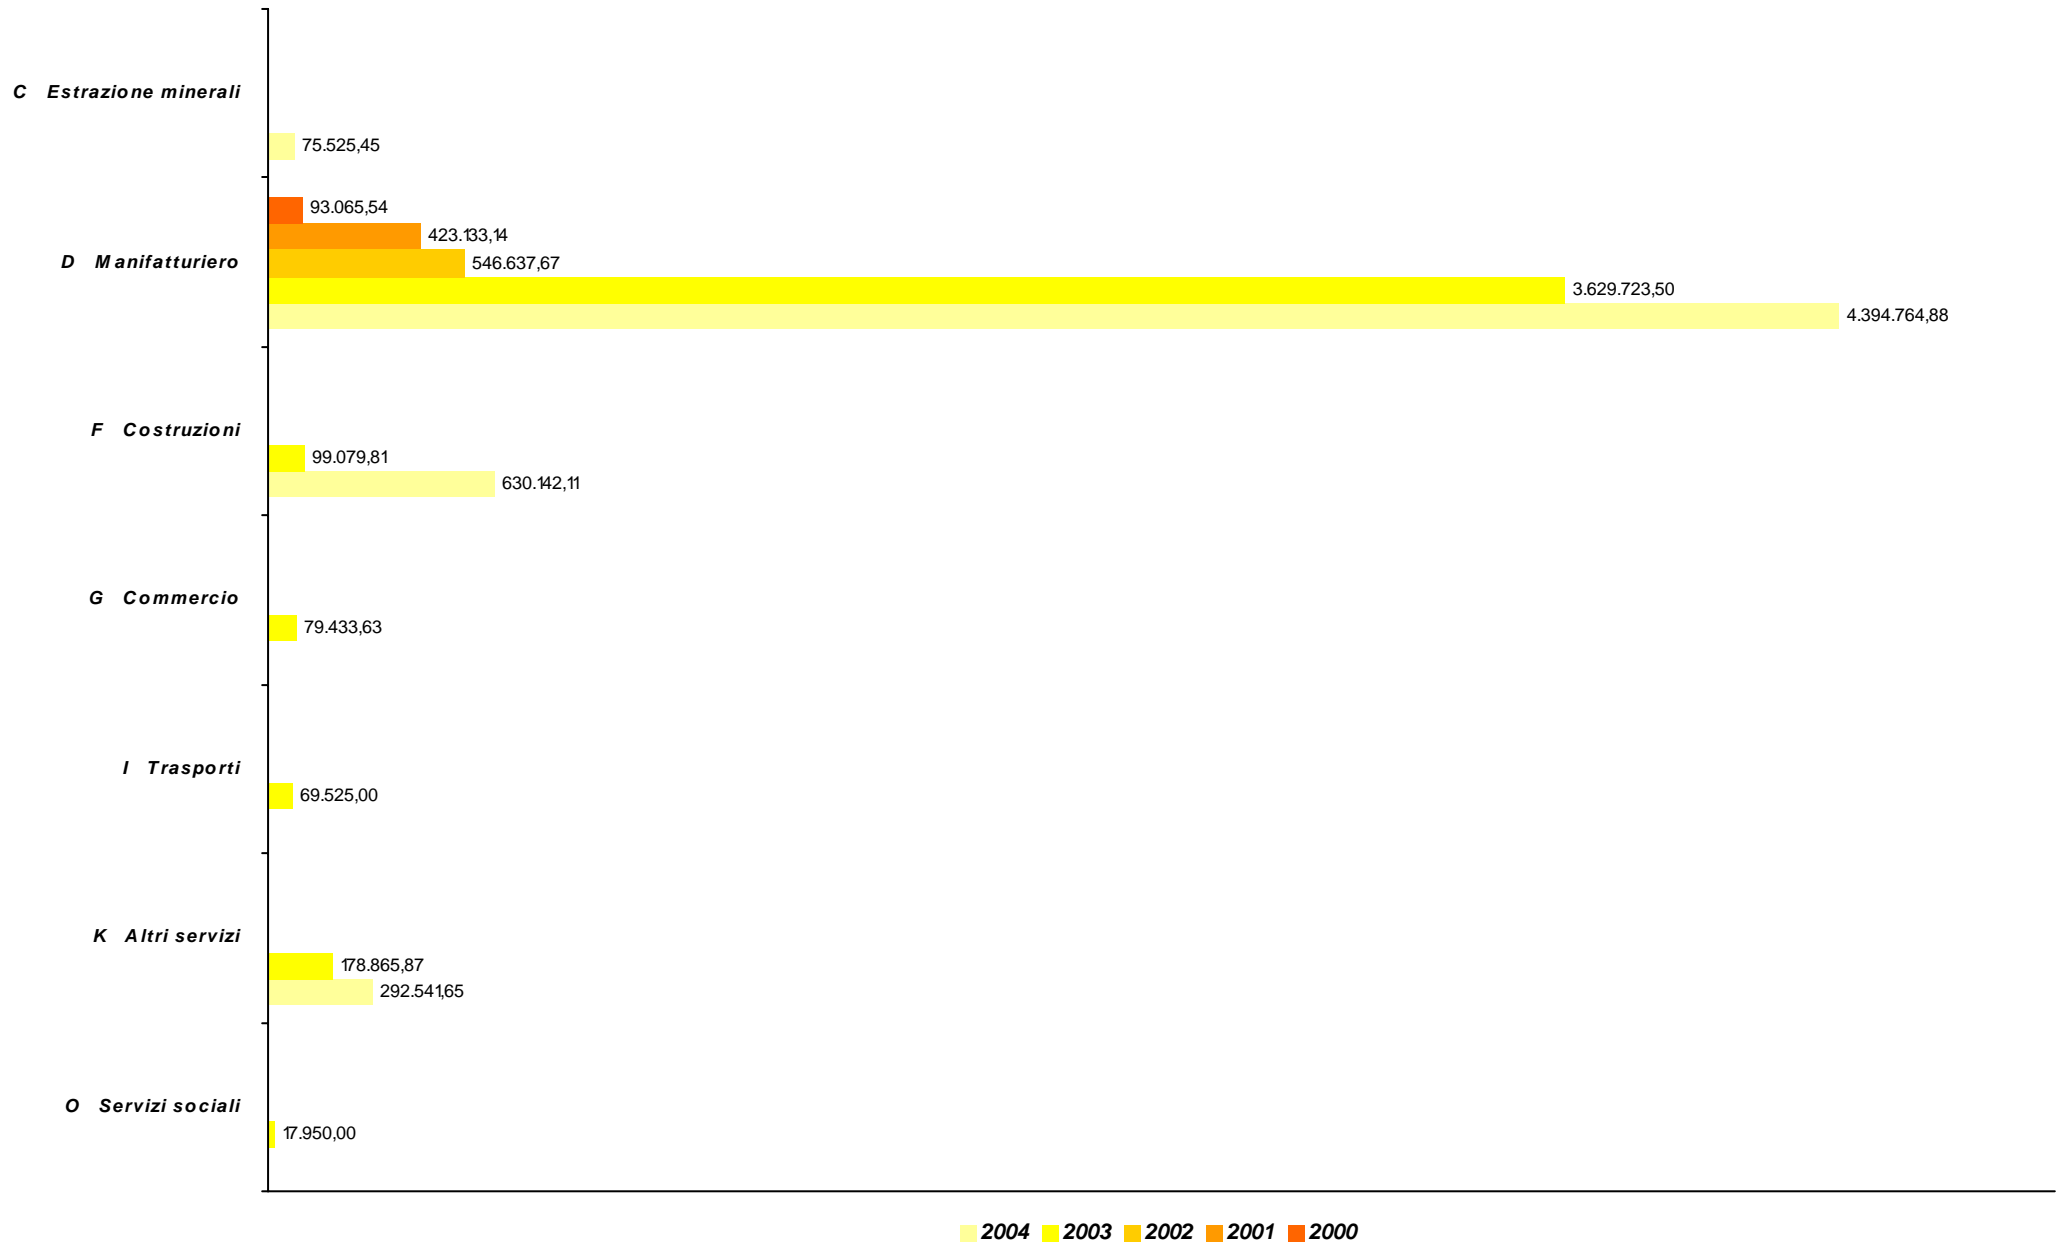 C Estrazione minerali
75.525,45
93.065,54
423.133,14
D Manifatturiero
546.637,67
3.629.723,50
4.394.764,88
F Costruzioni
99.079,81
630.142,11
G Commercio
79.433,63
I Trasporti
69.525,00
K Altri servizi
178.865,87
292.541,65
O Servizi sociali
17.950,00
2004 2003 2002 2001 2000